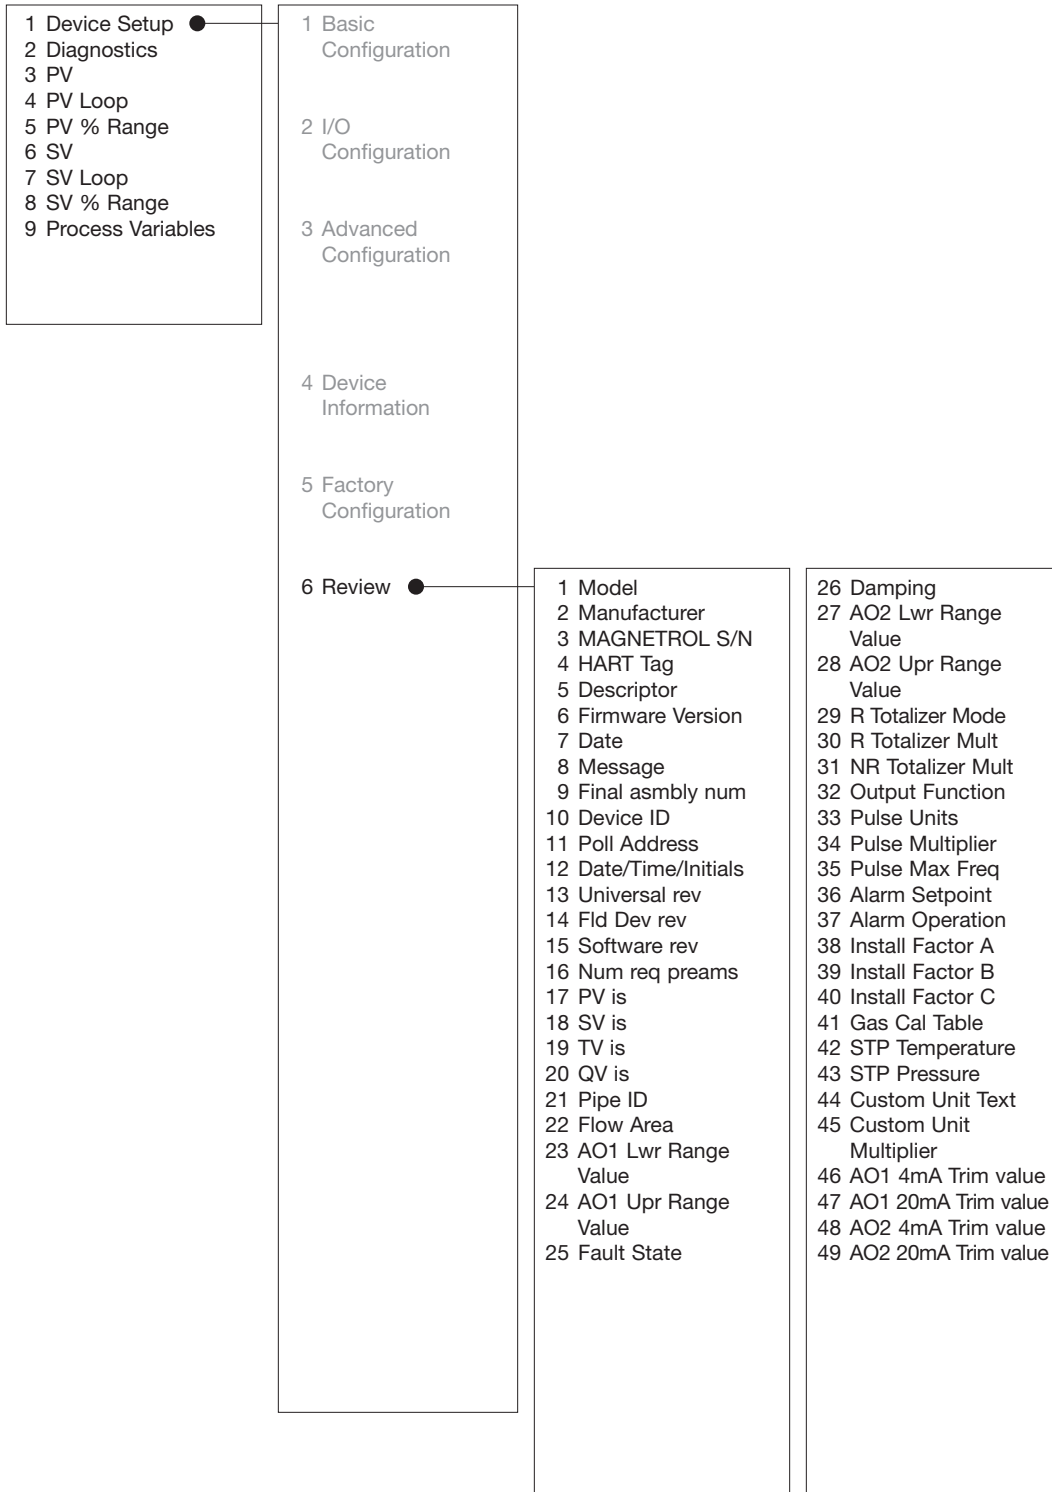 1 Device Setup
2 Diagnostics
3 PV
4 PV Loop
5 PV % Range
6 SV
7 SV Loop
8 SV % Range
9 Process Variables
1 Basic
Configuration
2 I/O
Configuration
3 Advanced
Configuration
4 Device
Information
5 Factory
Configuration
6 Review
1 Model
2 Manufacturer
3 MAGNETROL S/N
4 HART Tag
5 Descriptor
6 Firmware Version
7 Date
8 Message
9 Final asmbly num
10 Device ID
11 Poll Address
12 Date/Time/Initials
13 Universal rev
14 Fld Dev rev
15 Software rev
16 Num req preams
17 PV is
18 SV is
19 TV is
20 QV is
21 Pipe ID
22 Flow Area
23 AO1 Lwr Range
Value
24 AO1 Upr Range
Value
25 Fault State
26 Damping
27 AO2 Lwr Range
Value
28 AO2 Upr Range
Value
29 R Totalizer Mode
30 R Totalizer Mult
31 NR Totalizer Mult
32 Output Function
33 Pulse Units
34 Pulse Multiplier
35 Pulse Max Freq
36 Alarm Setpoint
37 Alarm Operation
38 Install Factor A
39 Install Factor B
40 Install Factor C
41 Gas Cal Table
42 STP Temperature
43 STP Pressure
44 Custom Unit Text
45 Custom Unit
Multiplier
46 AO1 4mA Trim value
47 AO1 20mA Trim value
48 AO2 4mA Trim value
49 AO2 20mA Trim value